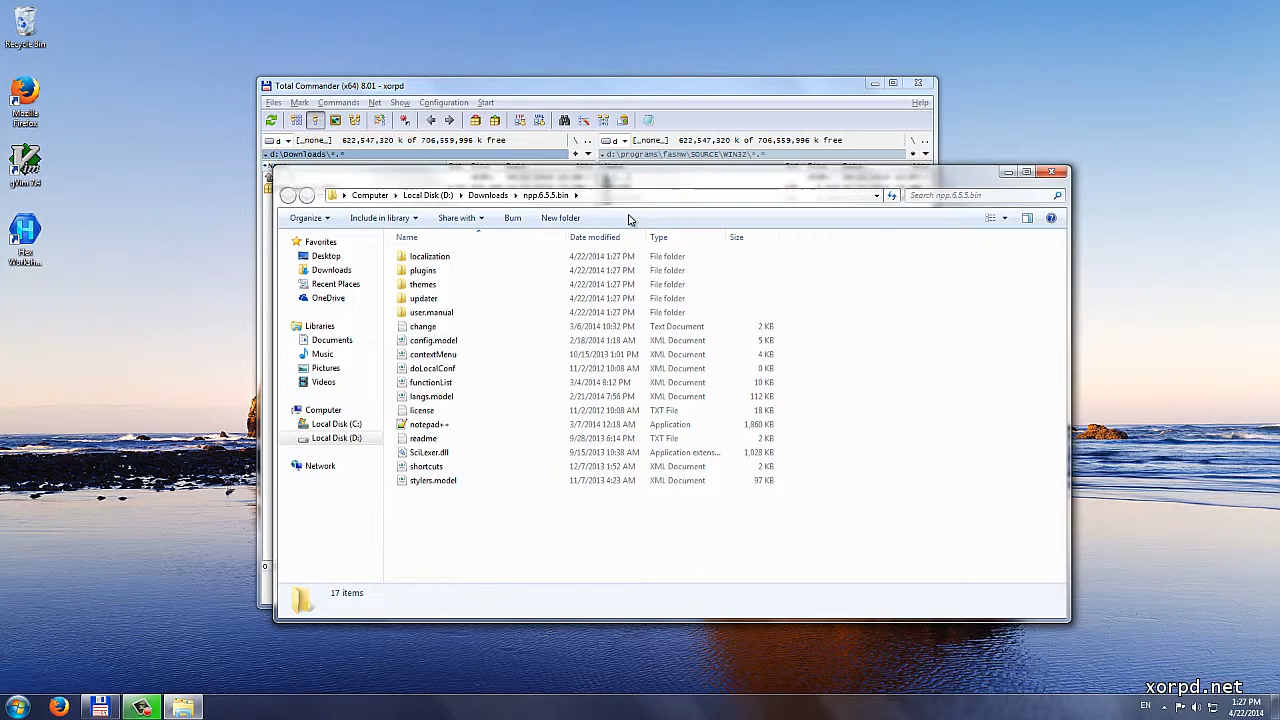 Recycle Bin
Mozilla
Firefox
gVim 7.4
Hex
Worksh...
Total Commander (x64) 8.01 - xorpd
Files Mark Commands Net Show Configuration Start Help
d [_none_] 622,547,320 k of 706,559,996 k free \ .. d [_none_] 622,547,320 k of 706,559,996 k free \ ..
d:\Downloads\*.* d:\programs\fasmw\SOURCE\WIN32\*.*
Computer Local Disk (D:) Downloads npp.6.5.5.bin Search npp.6.5.5.bin
Organize Include in library Share with Burn New folder
Name Date modified Type Size
Favorites
Desktop
Downloads
Recent Places
OneDrive
Libraries
Documents
Music
Pictures
Videos
Computer
Local Disk (C:)
Local Disk (D:)
Network
localization 4/22/2014 1:27 PM File folder
plugins 4/22/2014 1:27 PM File folder
themes 4/22/2014 1:27 PM File folder
updater 4/22/2014 1:27 PM File folder
user.manual 4/22/2014 1:27 PM File folder
change 3/6/2014 10:32 PM Text Document 2 KB
config.model 2/18/2014 1:18 AM XML Document 5 KB
contextMenu 10/15/2013 1:01 PM XML Document 4 KB
doLocalConf 11/2/2012 10:08 AM XML Document 0 KB
functionList 3/4/2014 8:12 PM XML Document 10 KB
langs.model 2/21/2014 7:56 PM XML Document 112 KB
license 11/2/2012 10:08 AM TXT File 18 KB
notepad++ 3/7/2014 12:18 AM Application 1,860 KB
readme 9/28/2013 6:14 PM TXT File 2 KB
SciLexer.dll 9/15/2013 10:38 AM Application extens... 1,028 KB
shortcuts 12/7/2013 1:52 AM XML Document 2 KB
stylers.model 11/7/2013 4:23 AM XML Document 97 KB
0
17 items
xorpd.net
EN 1:27 PM
4/22/2014